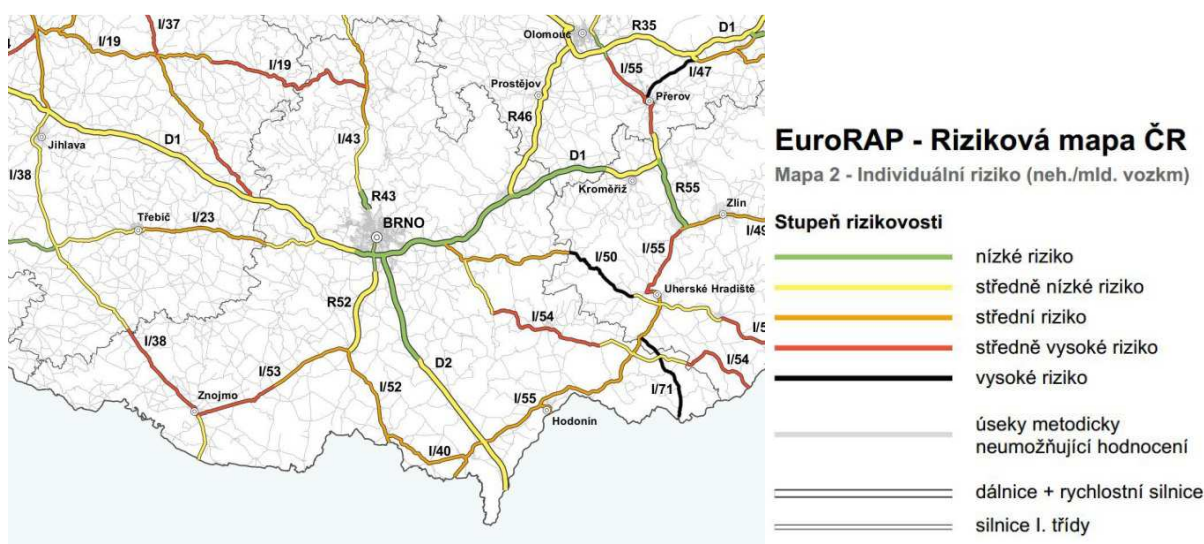 I/37
I/19
I/19
I/43
R43
D1
Jihlava
I/38
Třebíč
I/23
BRNO
R52
I/38
Znojmo
I/53
I/52
D2
I/40
I/55
Hodonín
I/71
I/54
I/54
I/50
Uherské Hradiště
I/55
I/49
Zlín
R55
Kroměříž
D1
R46
Prostějov
Olomouc
R35
D1
I/55
I/47
Přerov
EuroRAP - Riziková mapa ČR
Mapa 2 - Individuální riziko (neh./mld. vozkm)
Stupeň rizikovosti
nízké riziko
středně nízké riziko
střední riziko
středně vysoké riziko
vysoké riziko
úseky metodicky
neumožňující hodnocení
dálnice + rychlostní silnice
silnice I. třídy